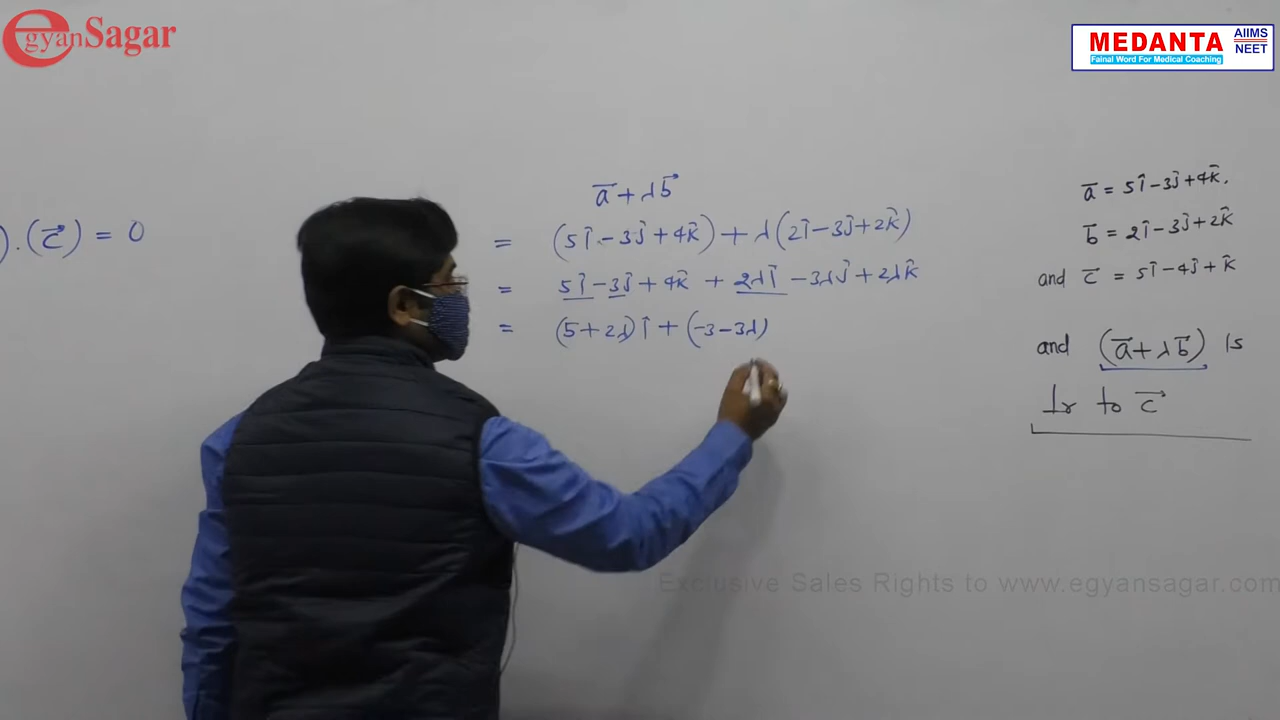 egyanSagar
MEDANTA AIIMS NEET
Fainal Word For Medical Coaching
). (c⃗) = 0
a̅ + λb⃗
= (5î - 3ĵ + 4k̂) + λ(2î - 3ĵ + 2k̂)
= 5î - 3ĵ + 4k̂ + 2λî - 3λĵ + 2λk̂
= (5 + 2λ)î + (-3 - 3λ)
a̅ = 5î - 3ĵ + 4k̂,
b̅ = 2î - 3ĵ + 2k̂
and c̅ = 5î - 4ĵ + k̂
and (a̅ + λb̅) is
⊥r to c⃗
Exclusive Sales Rights to www.egyansagar.com